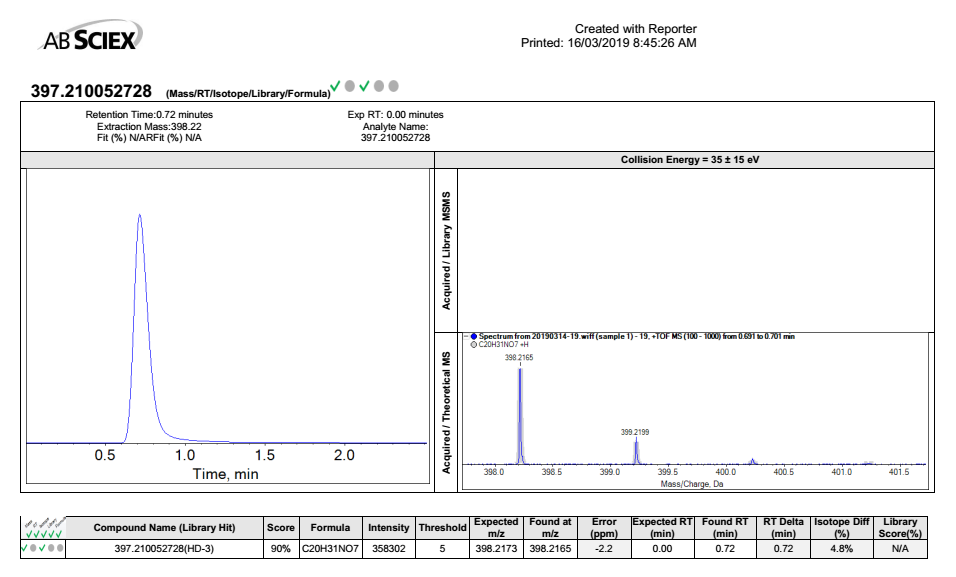 AB SCIEX
Created with Reporter
Printed: 16/03/2019 8:45:26 AM
397.210052728 (Mass/RT/Isotope/Library/Formula)
Retention Time:0.72 minutes
Extraction Mass:398.22
Fit (%) N/ARFit (%) N/A
Exp RT: 0.00 minutes
Analyte Name:
397.210052728
Collision Energy = 35 ± 15 eV
0.5 1.0 1.5 2.0
Time, min
Acquired / Library MSMS
Acquired / Theoretical MS
Spectrum from 20190314-19.wiff (sample 1) - 19, +TOF MS (100 - 1000) from 0.691 to 0.701 min
C20H31NO7 +H
398.2165
399.2199
398.0 398.5 399.0 399.5 400.0 400.5 401.0 401.5
Mass/Charge, Da
Mass RT Isotope Library Formula Compound Name (Library Hit) Score Formula Intensity Threshold Expected m/z Found at m/z Error (ppm) Expected RT (min) Found RT (min) RT Delta (min) Isotope Diff (%) Library Score(%)
397.210052728(HD-3) 90% C20H31NO7 358302 5 398.2173 398.2165 -2.2 0.00 0.72 0.72 4.8% N/A